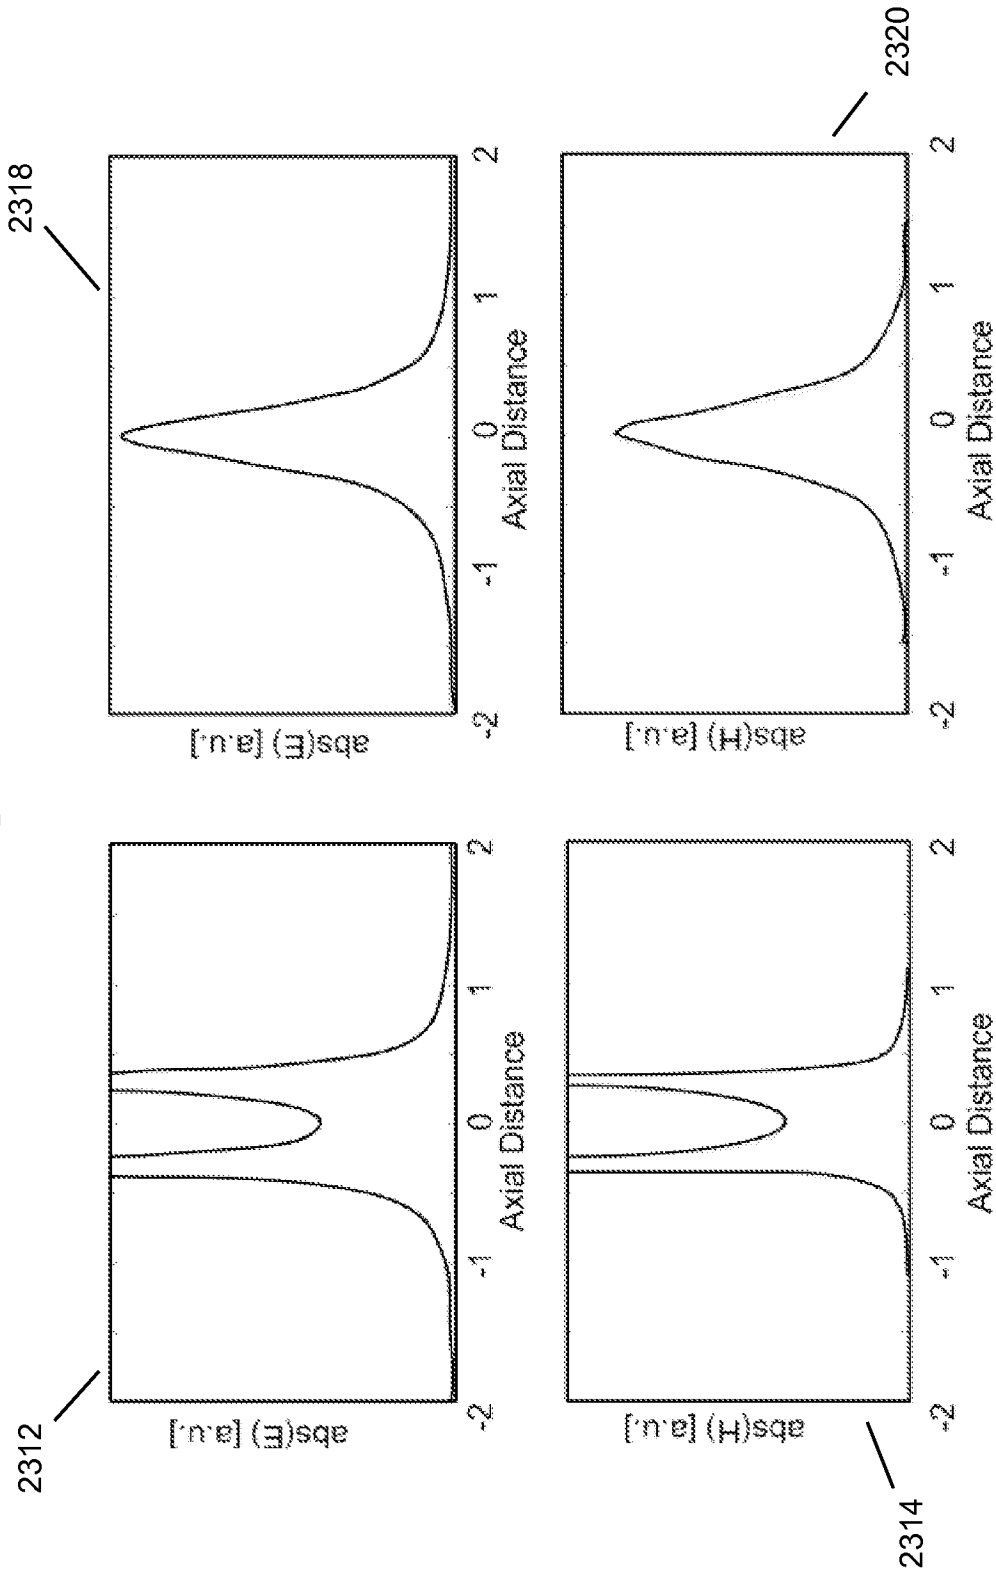 2312
abs(E) [a.u.]
-2 -1 0 1 2
Axial Distance
2318
abs(E) [a.u.]
-2 -1 0 1 2
Axial Distance
2314
abs(H) [a.u.]
-2 -1 0 1 2
Axial Distance
2320
abs(H) [a.u.]
-2 -1 0 1 2
Axial Distance